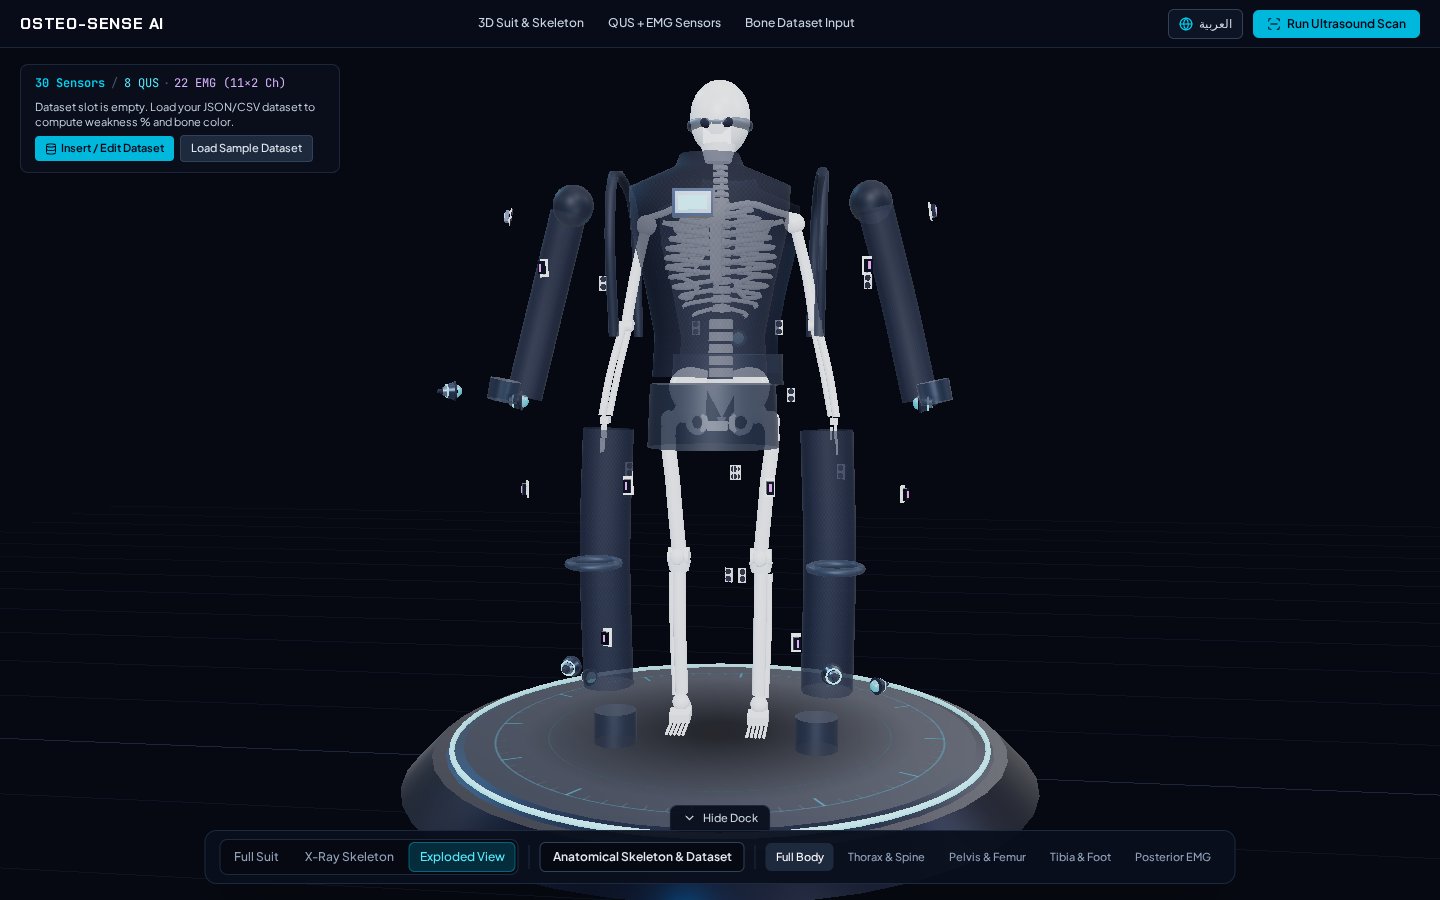 OSTEO-SENSE AI
3D Suit & Skeleton
QUS + EMG Sensors
Bone Dataset Input
العربية
Run Ultrasound Scan
30 Sensors / 8 QUS · 22 EMG (11×2 Ch)
Dataset slot is empty. Load your JSON/CSV dataset to
compute weakness % and bone color.
Insert / Edit Dataset
Load Sample Dataset
Hide Dock
Full Suit
X-Ray Skeleton
Exploded View
Anatomical Skeleton & Dataset
Full Body
Thorax & Spine
Pelvis & Femur
Tibia & Foot
Posterior EMG